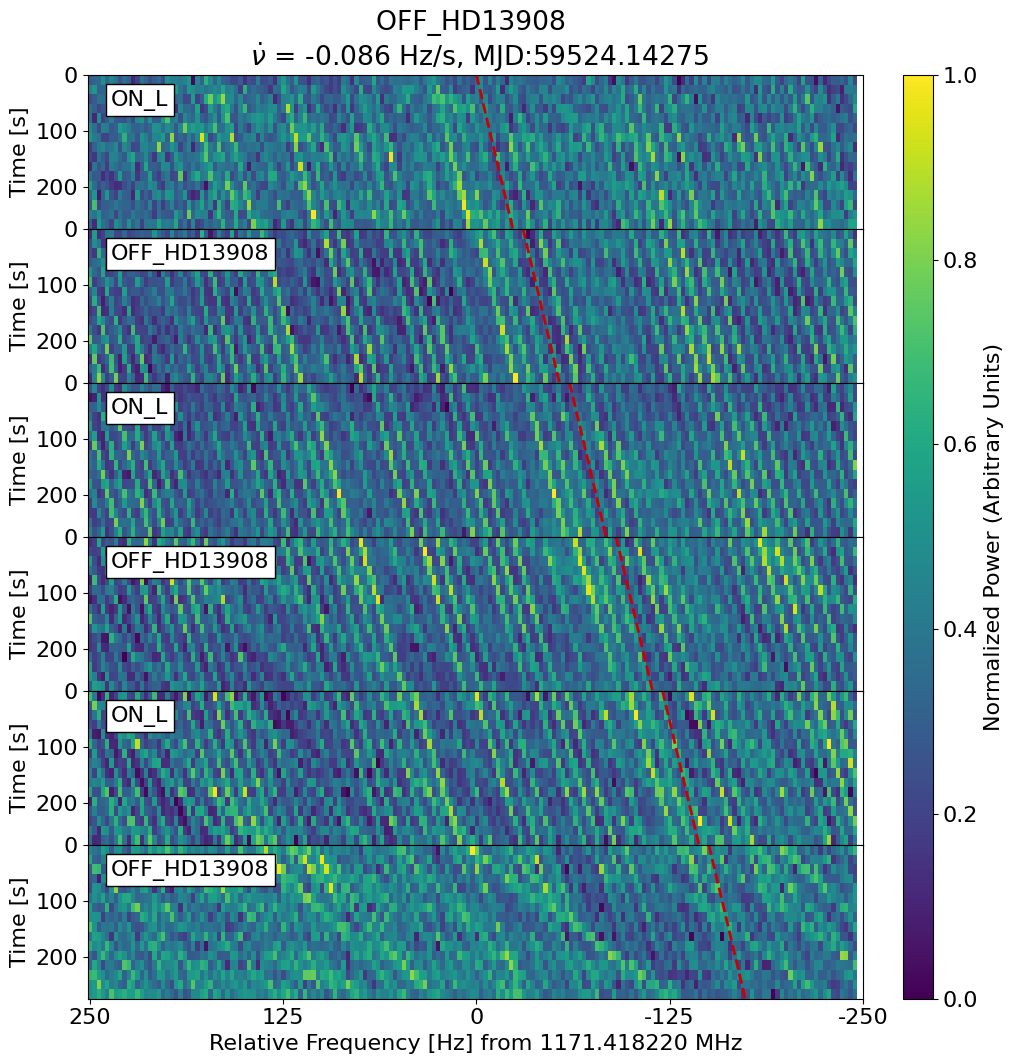 OFF_HD13908
ν̇ = -0.086 Hz/s, MJD:59524.14275
0
100
200
Time [s]
ON_L
0
100
200
Time [s]
OFF_HD13908
0
100
200
Time [s]
ON_L
0
100
200
Time [s]
OFF_HD13908
0
100
200
Time [s]
ON_L
0
100
200
Time [s]
OFF_HD13908
250 125 0 -125 -250
Relative Frequency [Hz] from 1171.418220 MHz
1.0
0.8
0.6
0.4
0.2
0.0
Normalized Power (Arbitrary Units)